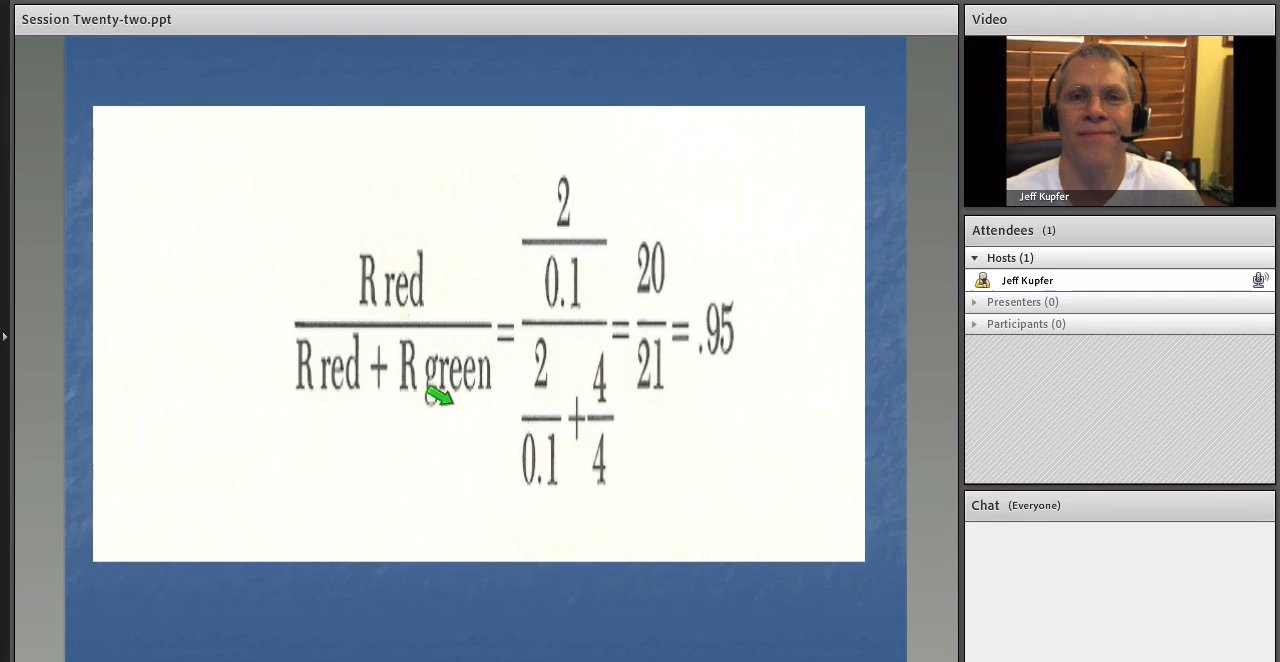 Session Twenty-two.ppt
R red
R red + R green
=
2
0.1
2
0.1
+
4
4
=
20
21
= .95
Video
Jeff Kupfer
Attendees (1)
Hosts (1)
Jeff Kupfer
Presenters (0)
Participants (0)
Chat (Everyone)